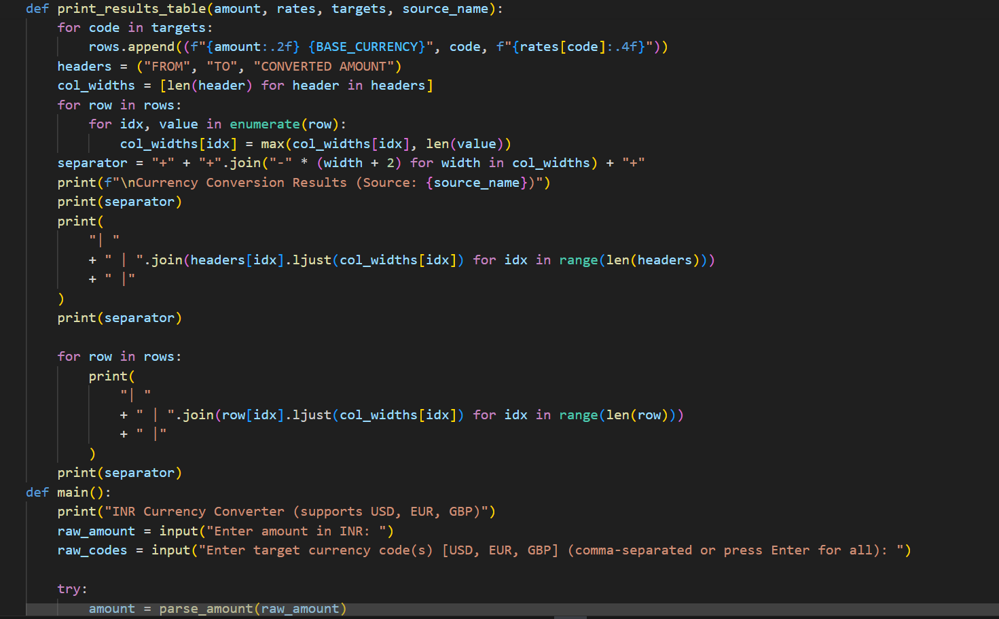 def print_results_table(amount, rates, targets, source_name):
    for code in targets:
        rows.append((f"{amount:.2f} {BASE_CURRENCY}", code, f"{rates[code]:.4f}"))
    headers = ("FROM", "TO", "CONVERTED AMOUNT")
    col_widths = [len(header) for header in headers]
    for row in rows:
        for idx, value in enumerate(row):
            col_widths[idx] = max(col_widths[idx], len(value))
    separator = "+" + "+".join("-" * (width + 2) for width in col_widths) + "+"
    print(f"\nCurrency Conversion Results (Source: {source_name})")
    print(separator)
    print(
        "| "
        + " | ".join(headers[idx].ljust(col_widths[idx]) for idx in range(len(headers)))
        + " |"
    )
    print(separator)

    for row in rows:
        print(
            "| "
            + " | ".join(row[idx].ljust(col_widths[idx]) for idx in range(len(row)))
            + " |"
        )
    print(separator)
def main():
    print("INR Currency Converter (supports USD, EUR, GBP)")
    raw_amount = input("Enter amount in INR: ")
    raw_codes = input("Enter target currency code(s) [USD, EUR, GBP] (comma-separated or press Enter for all): ")

    try:
        amount = parse_amount(raw_amount)